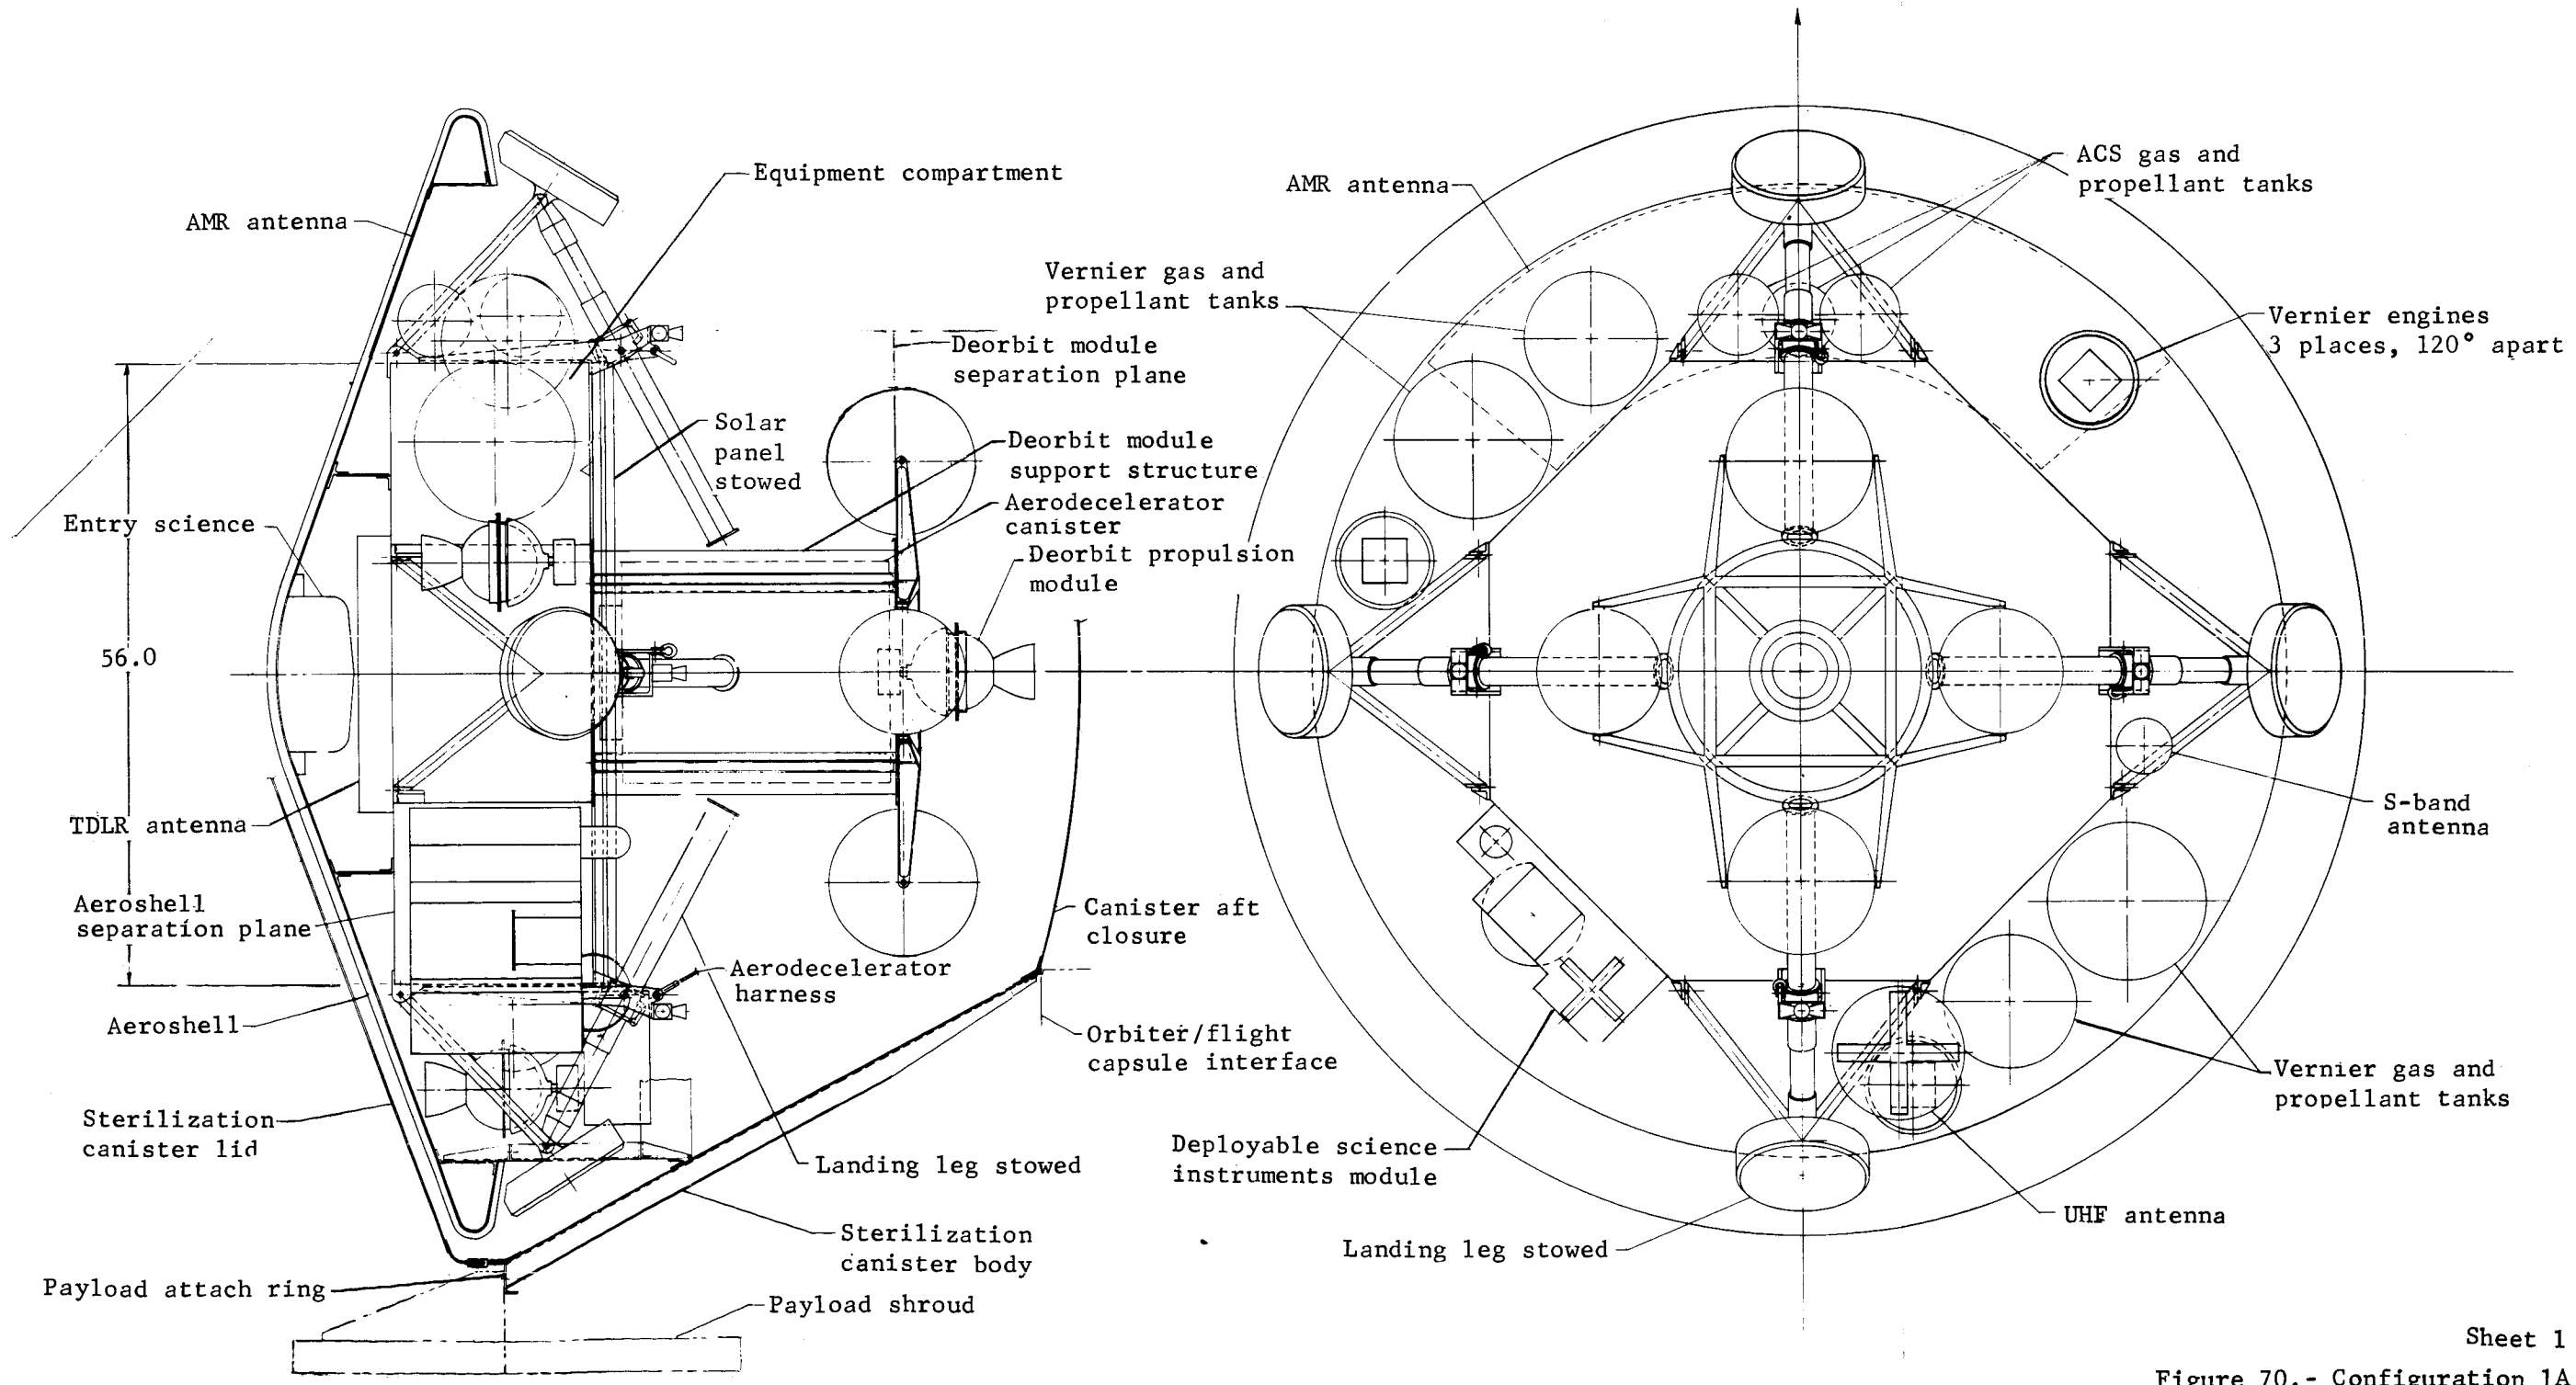 Equipment compartment
AMR antenna
Deorbit module
separation plane
Solar
panel
stowed
Deorbit module
support structure
Aerodecelerator
canister
Deorbit propulsion
module
Entry science
56.0
TDLR antenna
Aeroshell
separation plane
Aeroshell
Sterilization
canister lid
Aerodecelerator
harness
Canister aft
closure
Orbiter/flight
capsule interface
Landing leg stowed
Sterilization
canister body
Payload attach ring
Payload shroud
AMR antenna
ACS gas and
propellant tanks
Vernier gas and
propellant tanks
Vernier engines
3 places, 120° apart
S-band
antenna
Deployable science
instruments module
Vernier gas and
propellant tanks
UHF antenna
Landing leg stowed
Sheet 1
Figure 70.- Configuration 1A